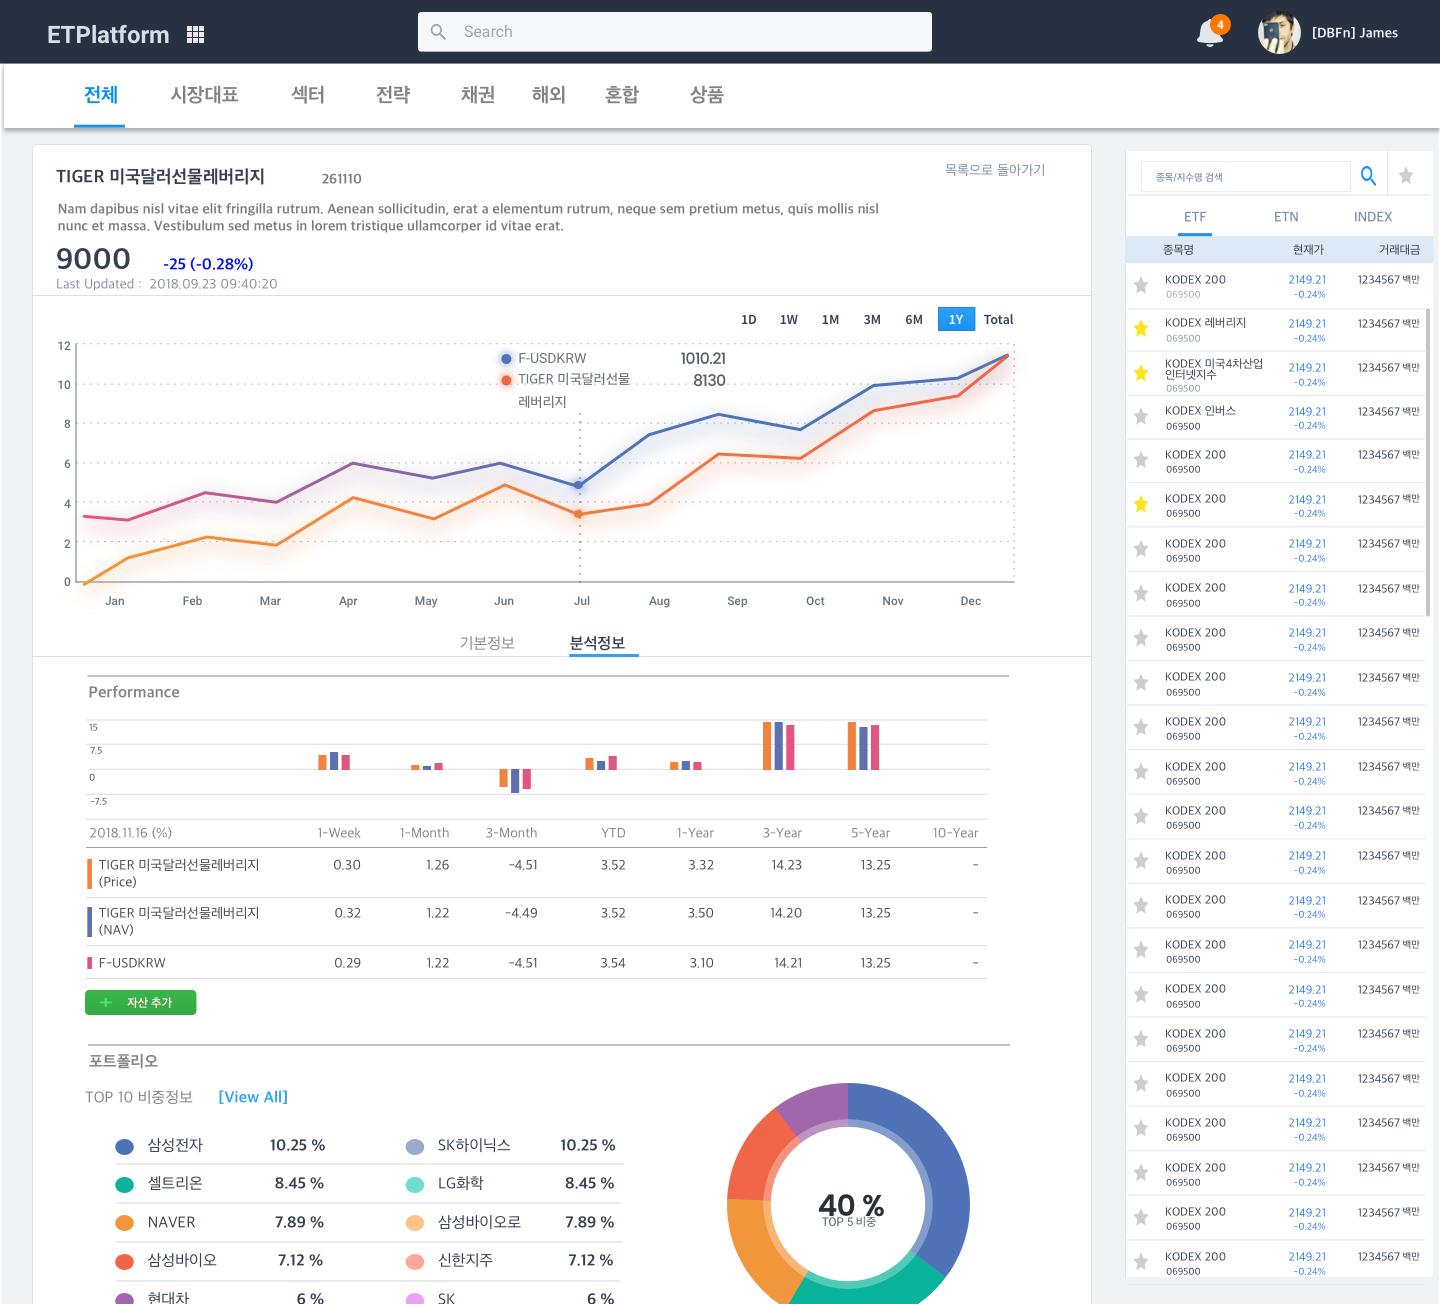 ETPlatform
Search
4
[DBFn] James
전체 시장대표 섹터 전략 채권 해외 혼합 상품
TIGER 미국달러선물레버리지 261110
목록으로 돌아가기
Nam dapibus nisl vitae elit fringilla rutrum. Aenean sollicitudin, erat a elementum rutrum, neque sem pretium metus, quis mollis nisl
nunc et massa. Vestibulum sed metus in lorem tristique ullamcorper id vitae erat.
9000 -25 (-0.28%)
Last Updated : 2018.09.23 09:40:20
1D 1W 1M 3M 6M 1Y Total
F-USDKRW 1010.21
TIGER 미국달러선물 8130
레버리지
12
10
8
6
4
2
0
Jan Feb Mar Apr May Jun Jul Aug Sep Oct Nov Dec
기본정보 분석정보
Performance
15
7.5
0
-7.5
2018.11.16 (%) 1-Week 1-Month 3-Month YTD 1-Year 3-Year 5-Year 10-Year
TIGER 미국달러선물레버리지 0.30 1.26 -4.51 3.52 3.32 14.23 13.25 -
(Price)
TIGER 미국달러선물레버리지 0.32 1.22 -4.49 3.52 3.50 14.20 13.25 -
(NAV)
F-USDKRW 0.29 1.22 -4.51 3.54 3.10 14.21 13.25 -
+ 자산 추가
포트폴리오
TOP 10 비중정보 [View All]
삼성전자 10.25 % SK하이닉스 10.25 %
셀트리온 8.45 % LG화학 8.45 %
NAVER 7.89 % 삼성바이오로 7.89 %
삼성바이오 7.12 % 신한지주 7.12 %
현대차 6 % SK 6 %
40 %
TOP 5 비중
종목/지수명 검색
ETF ETN INDEX
종목명 현재가 거래대금
KODEX 200 2149.21 1234567 백만
069500 -0.24%
KODEX 레버리지 2149.21 1234567 백만
069500 -0.24%
KODEX 미국4차산업 2149.21 1234567 백만
인터넷지수 -0.24%
069500
KODEX 인버스 2149.21 1234567 백만
069500 -0.24%
KODEX 200 2149.21 1234567 백만
069500 -0.24%
KODEX 200 2149.21 1234567 백만
069500 -0.24%
KODEX 200 2149.21 1234567 백만
069500 -0.24%
KODEX 200 2149.21 1234567 백만
069500 -0.24%
KODEX 200 2149.21 1234567 백만
069500 -0.24%
KODEX 200 2149.21 1234567 백만
069500 -0.24%
KODEX 200 2149.21 1234567 백만
069500 -0.24%
KODEX 200 2149.21 1234567 백만
069500 -0.24%
KODEX 200 2149.21 1234567 백만
069500 -0.24%
KODEX 200 2149.21 1234567 백만
069500 -0.24%
KODEX 200 2149.21 1234567 백만
069500 -0.24%
KODEX 200 2149.21 1234567 백만
069500 -0.24%
KODEX 200 2149.21 1234567 백만
069500 -0.24%
KODEX 200 2149.21 1234567 백만
069500 -0.24%
KODEX 200 2149.21 1234567 백만
069500 -0.24%
KODEX 200 2149.21 1234567 백만
069500 -0.24%
KODEX 200 2149.21 1234567 백만
069500 -0.24%
KODEX 200 2149.21 1234567 백만
069500 -0.24%
KODEX 200 2149.21 1234567 백만
069500 -0.24%